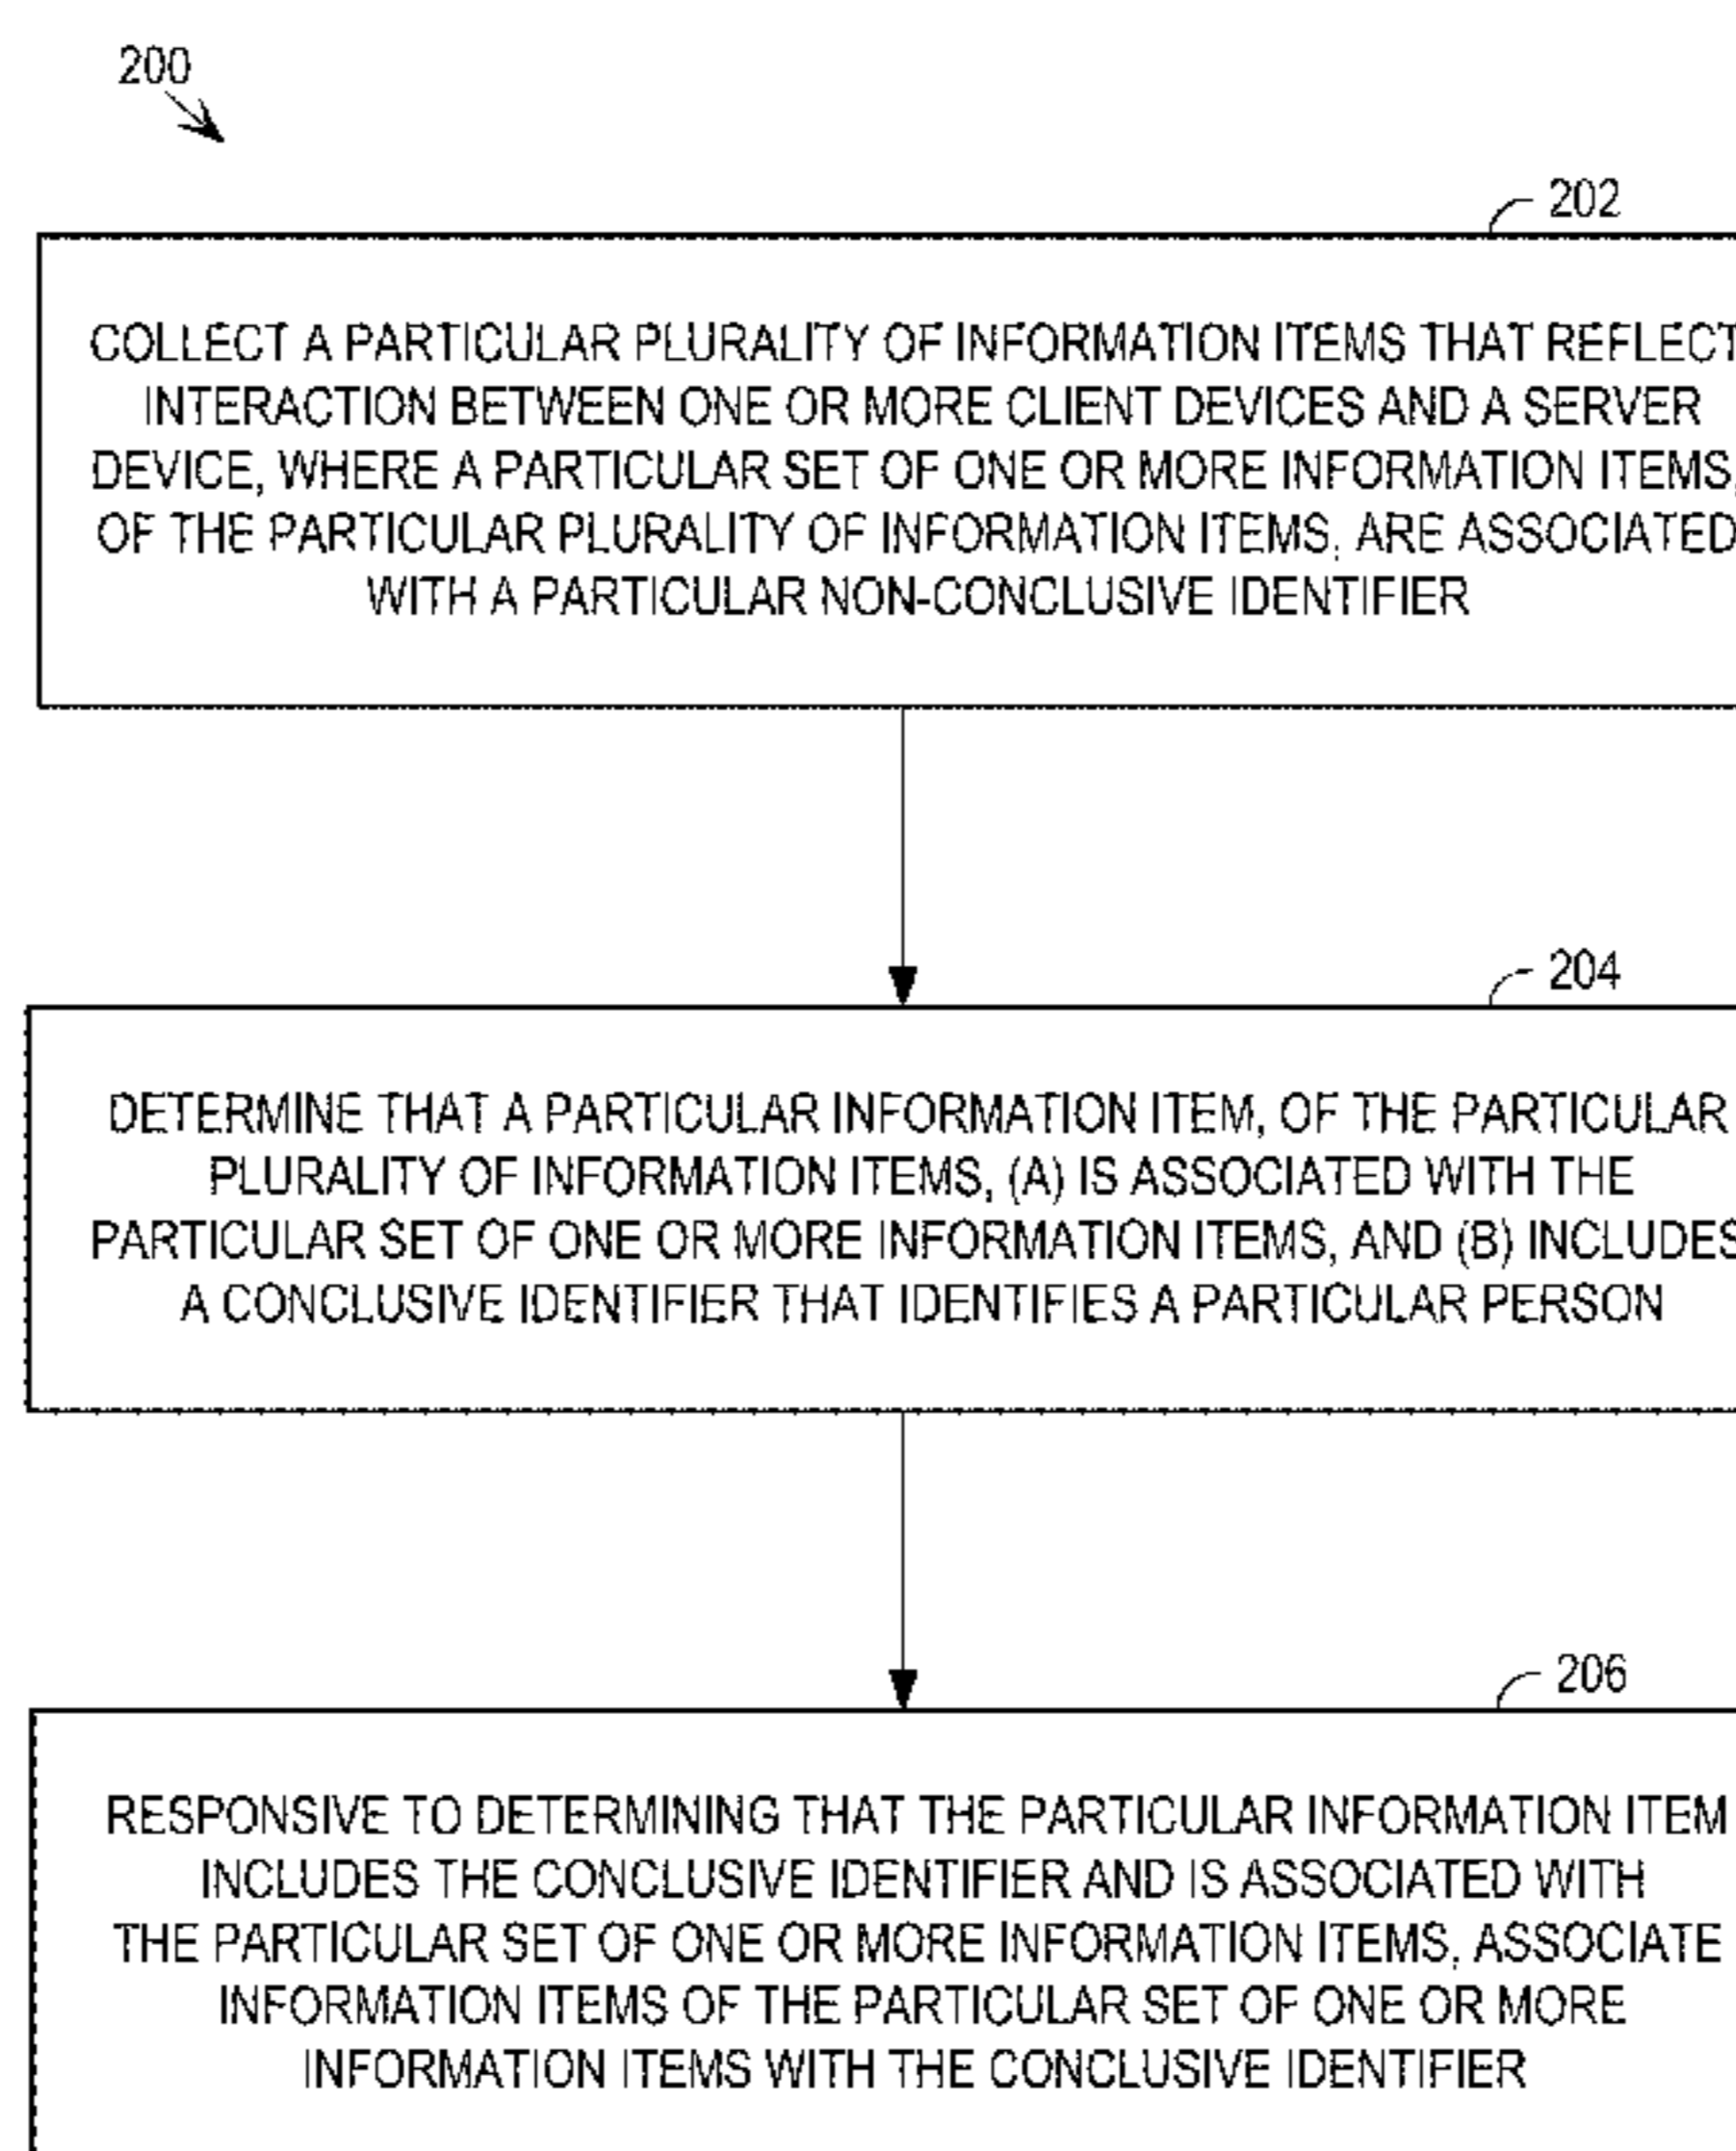 200
202
COLLECT A PARTICULAR PLURALITY OF INFORMATION ITEMS THAT REFLECT
INTERACTION BETWEEN ONE OR MORE CLIENT DEVICES AND A SERVER
DEVICE, WHERE A PARTICULAR SET OF ONE OR MORE INFORMATION ITEMS,
OF THE PARTICULAR PLURALITY OF INFORMATION ITEMS, ARE ASSOCIATED
WITH A PARTICULAR NON-CONCLUSIVE IDENTIFIER
204
DETERMINE THAT A PARTICULAR INFORMATION ITEM, OF THE PARTICULAR
PLURALITY OF INFORMATION ITEMS, (A) IS ASSOCIATED WITH THE
PARTICULAR SET OF ONE OR MORE INFORMATION ITEMS, AND (B) INCLUDES
A CONCLUSIVE IDENTIFIER THAT IDENTIFIES A PARTICULAR PERSON
206
RESPONSIVE TO DETERMINING THAT THE PARTICULAR INFORMATION ITEM
INCLUDES THE CONCLUSIVE IDENTIFIER AND IS ASSOCIATED WITH
THE PARTICULAR SET OF ONE OR MORE INFORMATION ITEMS, ASSOCIATE
INFORMATION ITEMS OF THE PARTICULAR SET OF ONE OR MORE
INFORMATION ITEMS WITH THE CONCLUSIVE IDENTIFIER